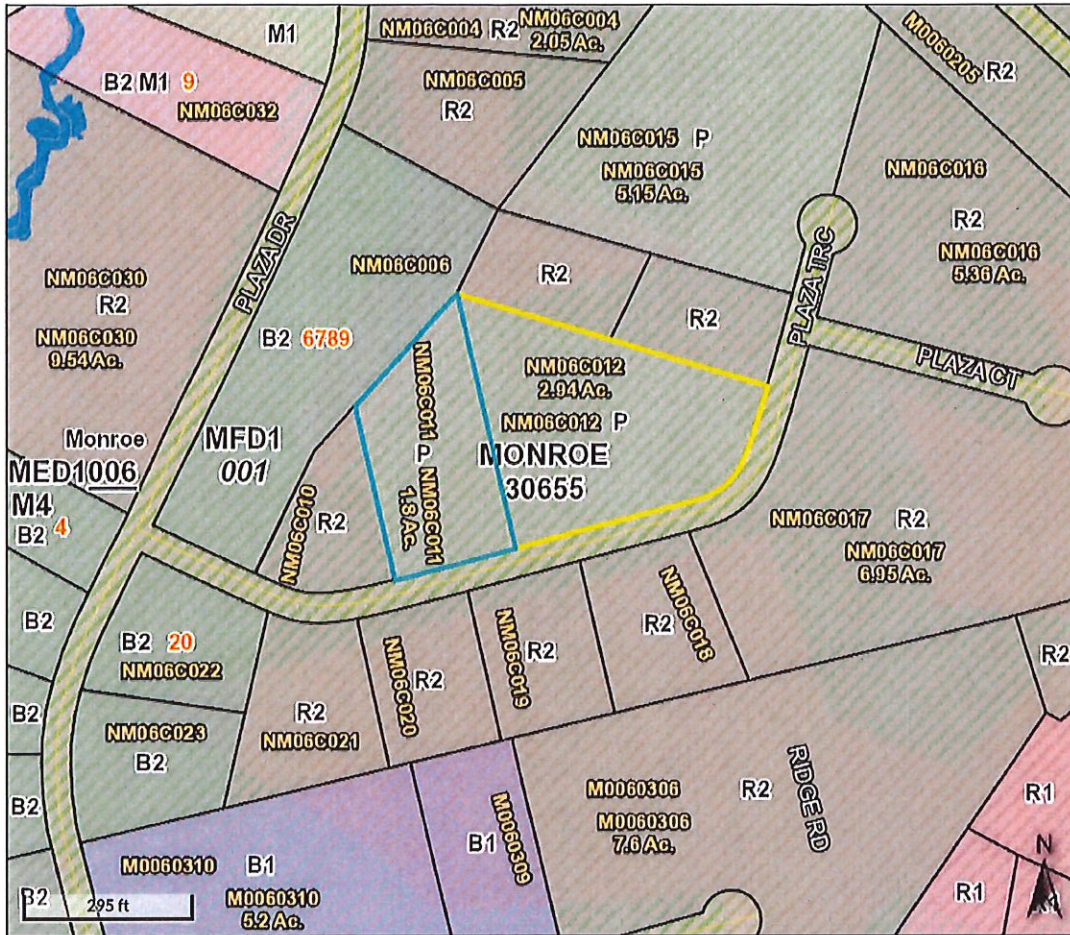 M1
NM06C004 R2 NM06C004
2.05 Ac.
M0060205 R2
B2 M1 9
NM06C032
NM06C005
R2
NM06C015 P
NM06C015
5.15 Ac.
NM06C016
R2
NM06C016
5.36 Ac.
PLAZA DR
NM06C006
R2
R2
PLAZA TRC
NM06C030
R2
NM06C030
9.54 Ac.
B2 6789
NM06C012
2.94 Ac.
NM06C012 P
PLAZA CT
NM06C011
P
NM06C011
1.8 Ac.
Monroe
MED1006
M4
B2 4
MFD1
001
MONROE
30655
NM06C010
R2
NM06C017 R2
NM06C017
6.95 Ac.
B2
B2 20
NM06C022
NM06C020
R2
NM06C019
R2
R2
NM06C018
R2
B2
NM06C023
B2
R2
NM06C021
B2
M0060306 R2
M0060306
7.6 Ac.
RIDGE RD
R1
M0060310 B1
M0060310
5.2 Ac.
B1
M0060309
B2
295 ft
R1
N
R1